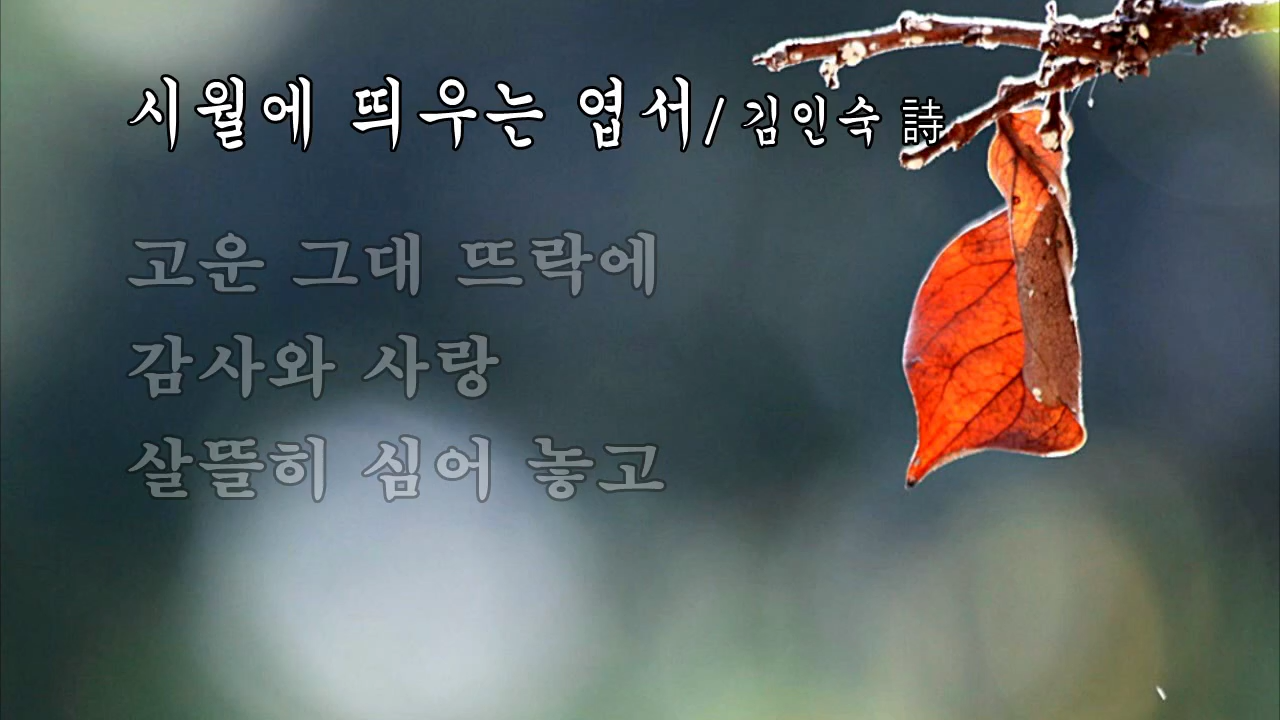 시월에 띄우는 엽서/ 김인숙 詩
고운 그대 뜨락에
감사와 사랑
살뜰히 심어 놓고